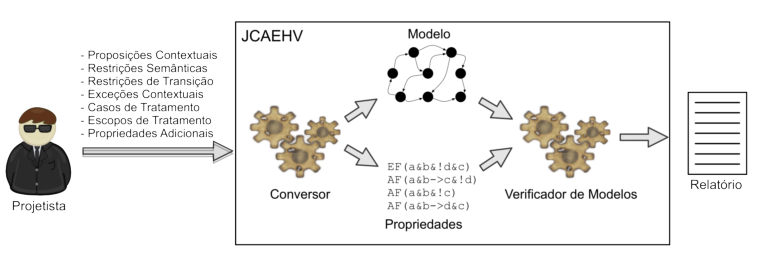 JCAEHV
Modelo
- Proposições Contextuais
- Restrições Semânticas
- Restrições de Transição
- Exceções Contextuais
- Casos de Tratamento
- Escopos de Tratamento
- Propriedades Adicionais
Projetista
Conversor
EF(a&b&!d&c)
AF(a&b->c&!d)
AF(a&b&!c)
AF(a&b->d&c)
Propriedades
Verificador de Modelos
Relatório